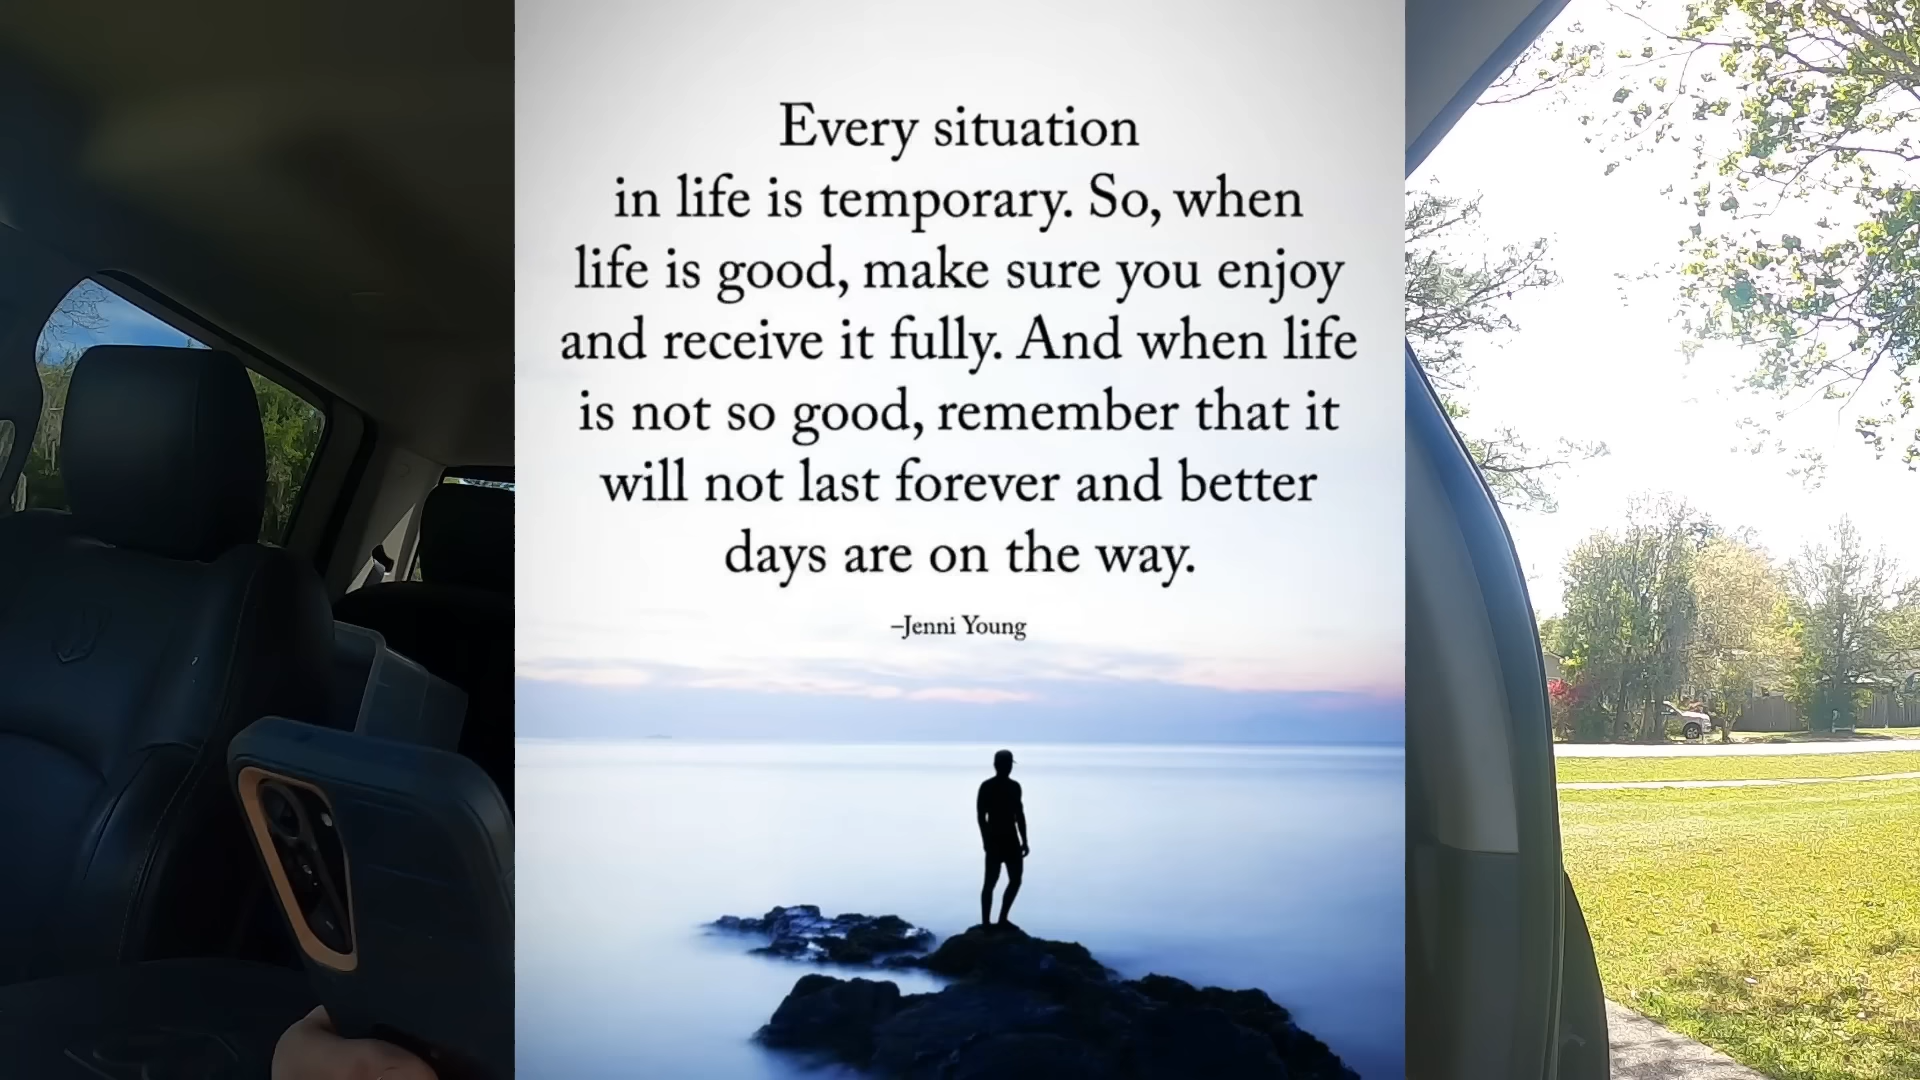 Every situation
in life is temporary. So, when
life is good, make sure you enjoy
and receive it fully. And when life
is not so good, remember that it
will not last forever and better
days are on the way.
–Jenni Young